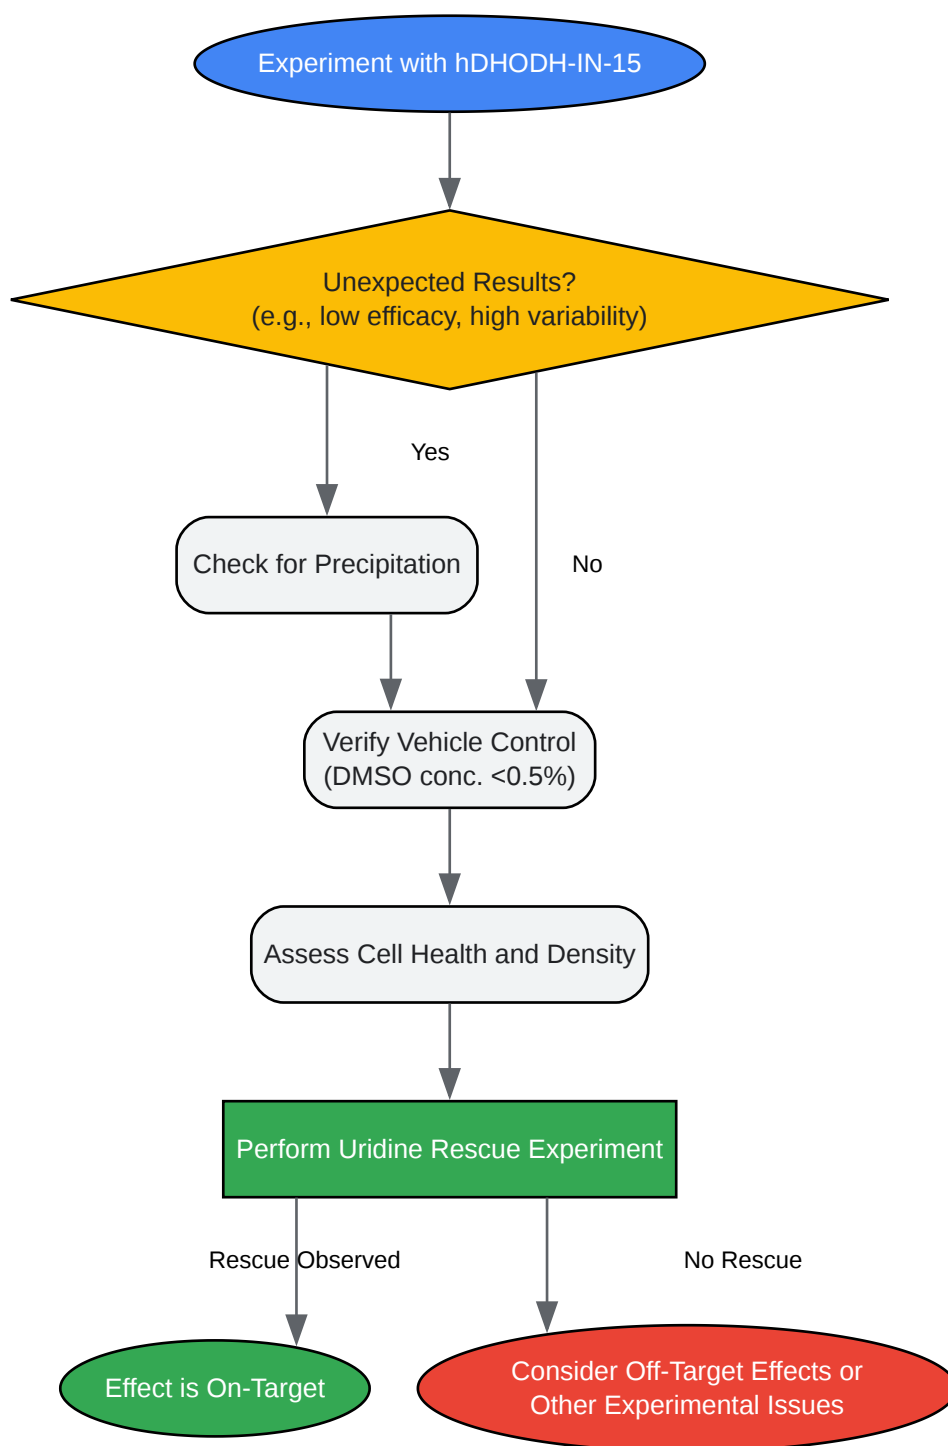 Experiment with hDHODH-IN-15
Unexpected Results?
(e.g., low efficacy, high variability)
Yes
Check for Precipitation
No
Verify Vehicle Control
(DMSO conc. <0.5%)
Assess Cell Health and Density
Perform Uridine Rescue Experiment
Rescue Observed
No Rescue
Effect is On-Target
Consider Off-Target Effects or
Other Experimental Issues